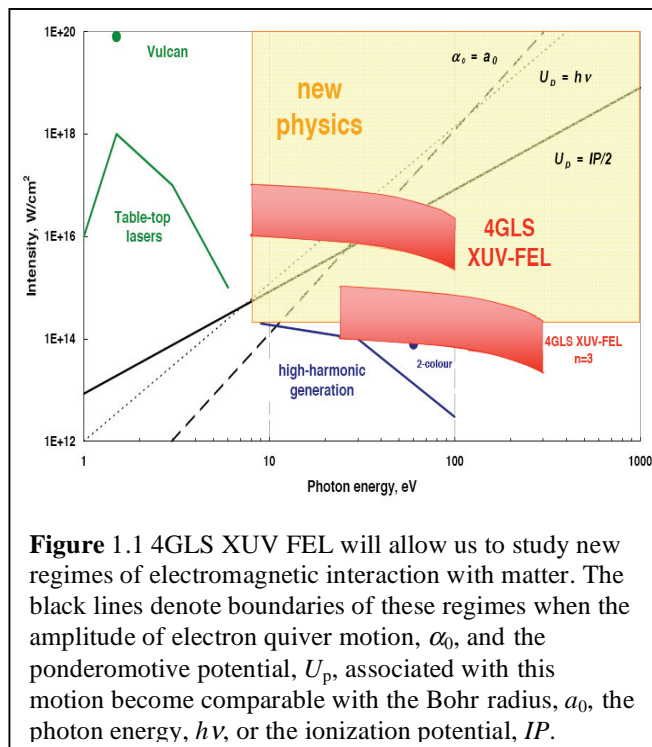 1E+20
Vulcan
α₀ = a₀
new
physics
U_p = hν
1E+18
U_p = IP/2
Table-top
lasers
Intensity, W/cm²
1E+16
4GLS
XUV-FEL
1E+14
high-harmonic
generation
2-colour
4GLS XUV-FEL
n=3
1E+12
1
10
100
1000
Photon energy, eV
Figure 1.1 4GLS XUV FEL will allow us to study new
regimes of electromagnetic interaction with matter. The
black lines denote boundaries of these regimes when the
amplitude of electron quiver motion, α₀, and the
ponderomotive potential, Uₚ, associated with this
motion become comparable with the Bohr radius, a₀, the
photon energy, hν, or the ionization potential, IP.